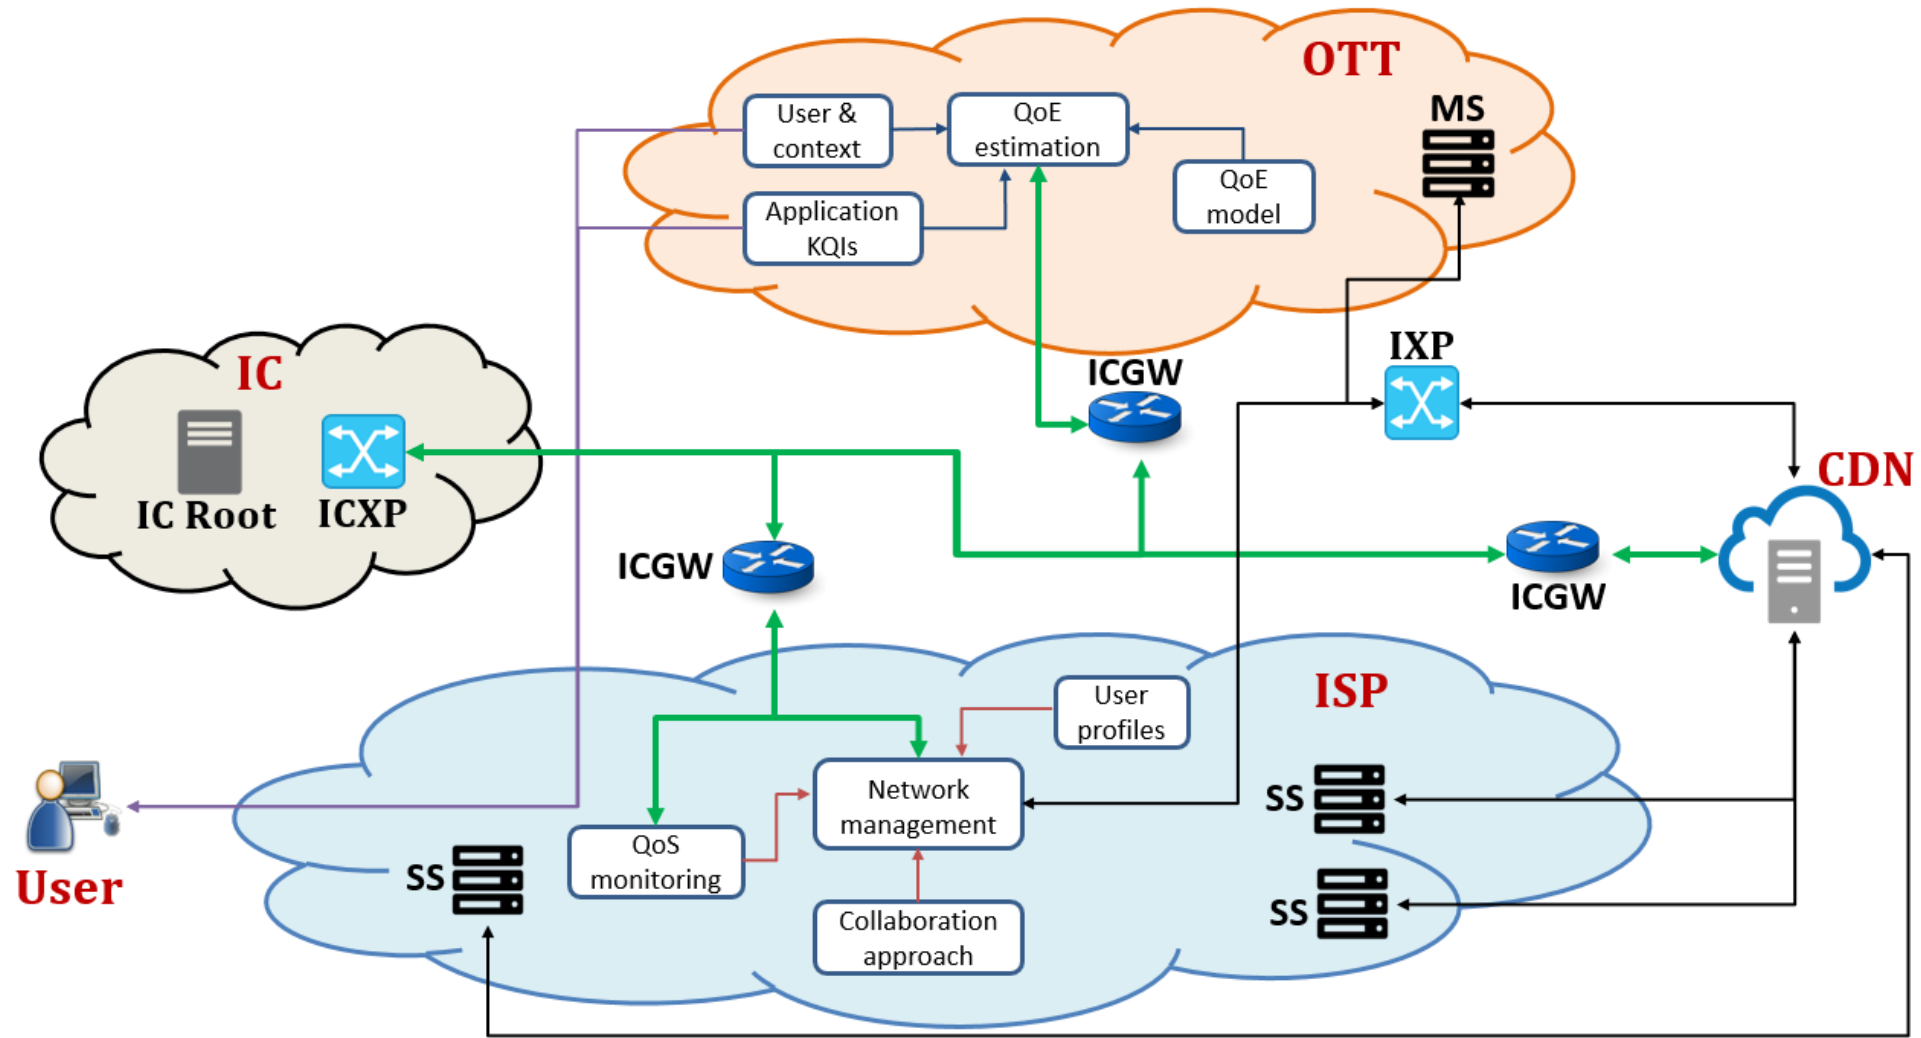 OTT
MS
User &
context
QoE
estimation
QoE
model
Application
KQIs
IC
IC Root
ICXP
ICGW
IXP
CDN
ICGW
ICGW
ISP
User
profiles
Network
management
QoS
monitoring
Collaboration
approach
SS
SS
SS
User